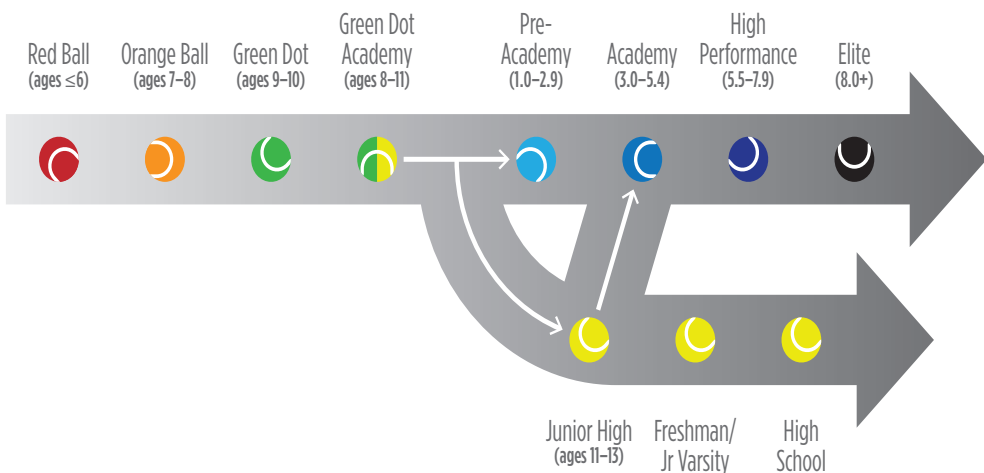 Red Ball
(ages ≤6)
Orange Ball
(ages 7–8)
Green Dot
(ages 9–10)
Green Dot
Academy
(ages 8–11)
Pre-
Academy
(1.0–2.9)
Academy
(3.0–5.4)
High
Performance
(5.5–7.9)
Elite
(8.0+)
Junior High
(ages 11–13)
Freshman/
Jr Varsity
High
School